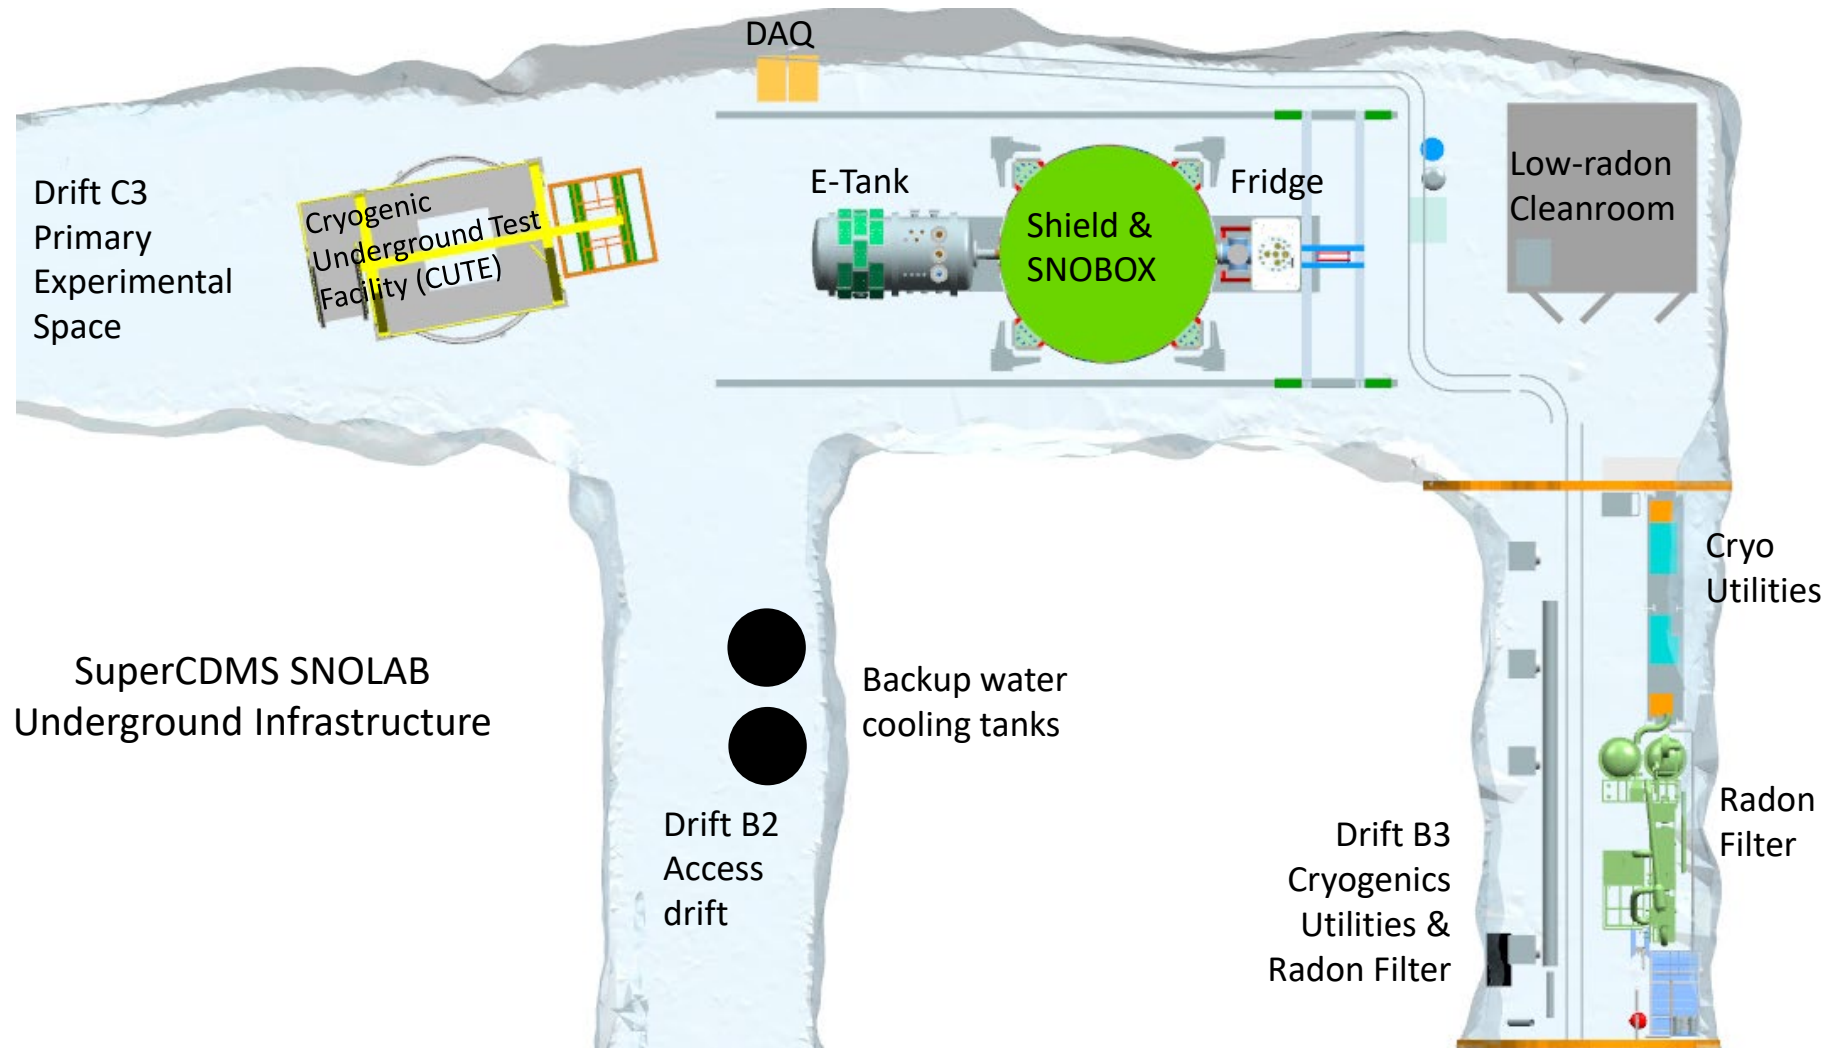 DAQ
Drift C3
Primary
Experimental
Space
Cryogenic
Underground Test
Facility (CUTE)
E-Tank
Shield &
SNOBOX
Fridge
Low-radon
Cleanroom
Cryo
Utilities
SuperCDMS SNOLAB
Underground Infrastructure
Backup water
cooling tanks
Drift B2
Access
drift
Drift B3
Cryogenics
Utilities &
Radon Filter
Radon
Filter